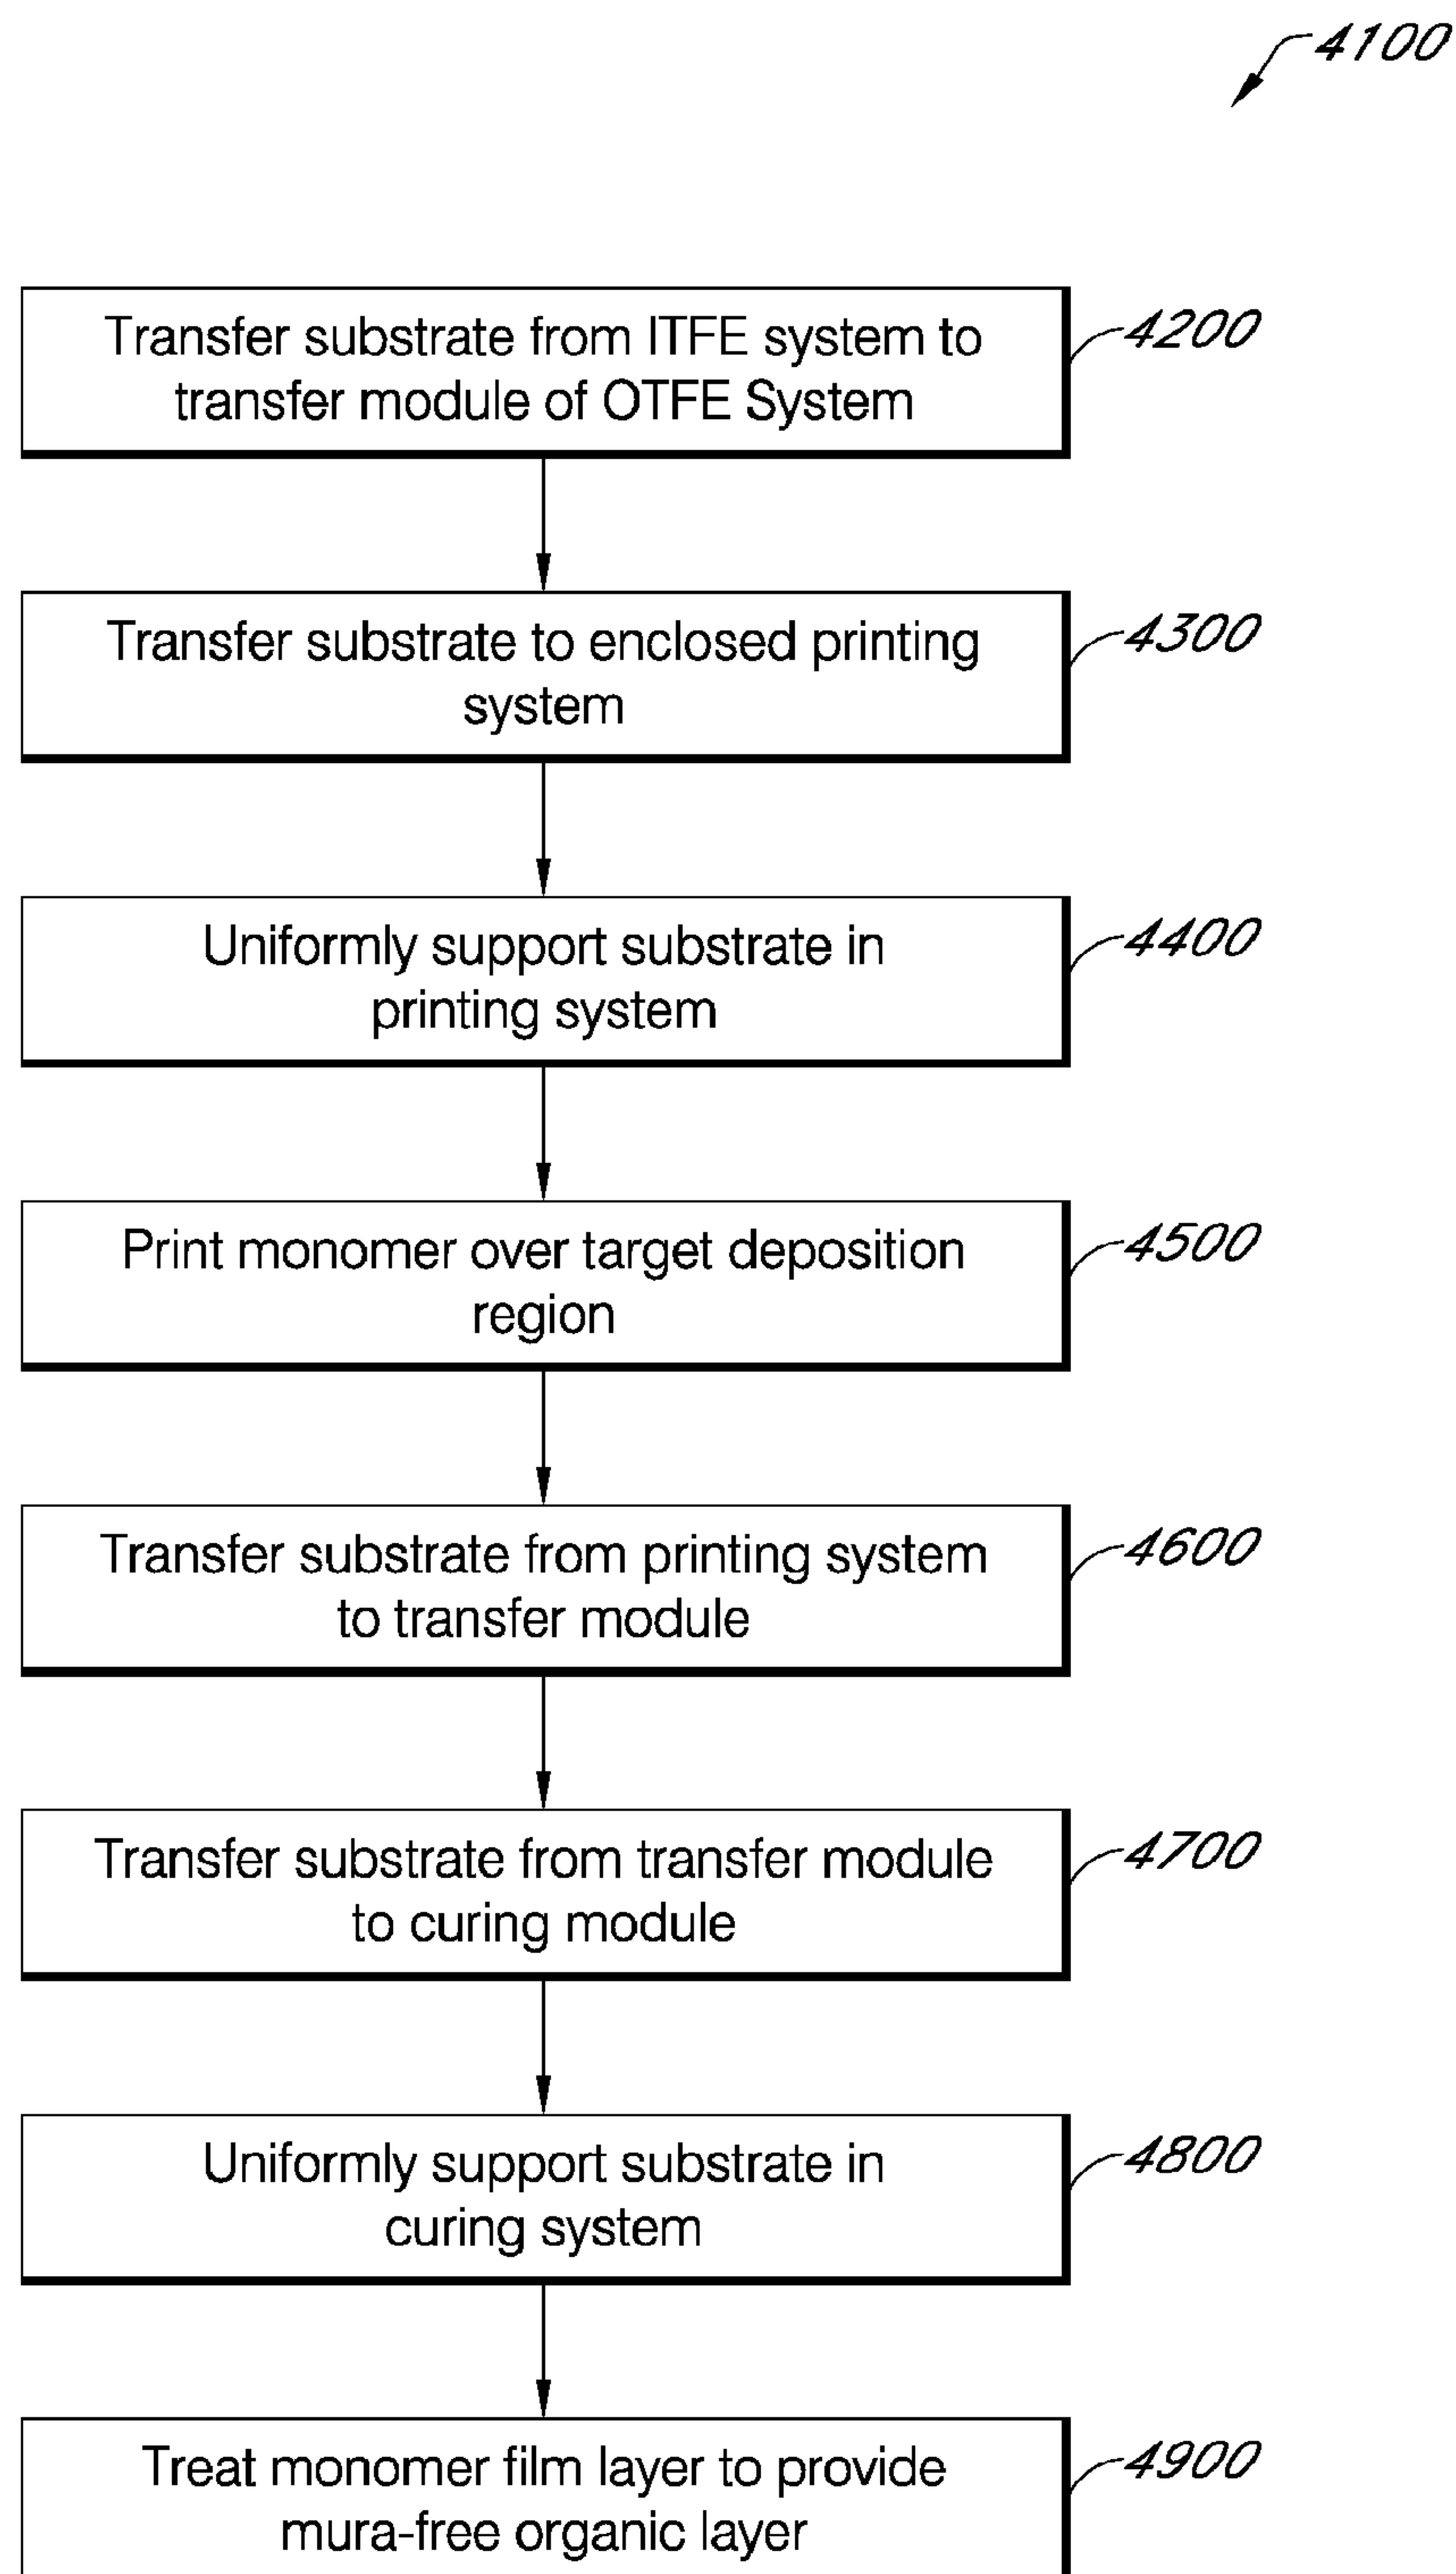 4100
Transfer substrate from ITFE system to
transfer module of OTFE System
4200
Transfer substrate to enclosed printing
system
4300
Uniformly support substrate in
printing system
4400
Print monomer over target deposition
region
4500
Transfer substrate from printing system
to transfer module
4600
Transfer substrate from transfer module
to curing module
4700
Uniformly support substrate in
curing system
4800
Treat monomer film layer to provide
mura-free organic layer
4900